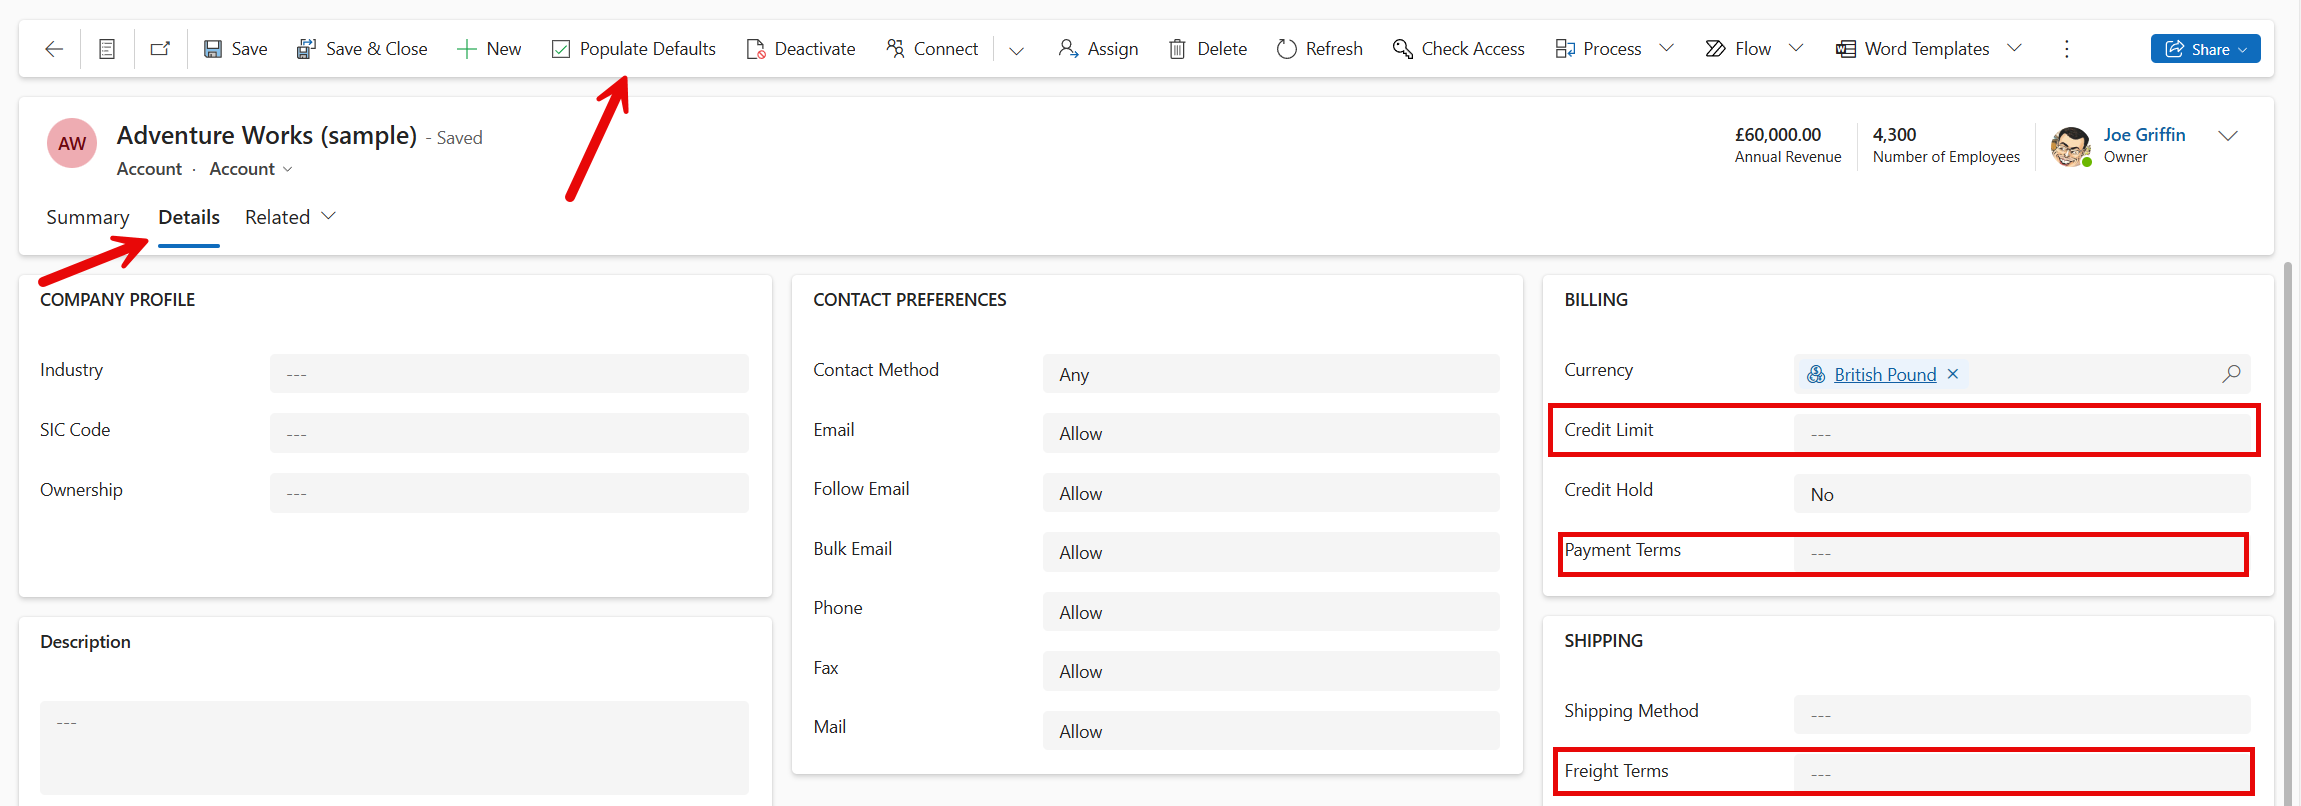 Save Save & Close New Populate Defaults Deactivate Connect Assign Delete Refresh Check Access Process Flow Word Templates Share
AW
Adventure Works (sample) - Saved
Account · Account
£60,000.00
Annual Revenue
4,300
Number of Employees
Joe Griffin
Owner
Summary Details Related
COMPANY PROFILE
Industry ---
SIC Code ---
Ownership ---
Description
---
CONTACT PREFERENCES
Contact Method Any
Email Allow
Follow Email Allow
Bulk Email Allow
Phone Allow
Fax Allow
Mail Allow
BILLING
Currency British Pound
Credit Limit ---
Credit Hold No
Payment Terms ---
SHIPPING
Shipping Method ---
Freight Terms ---